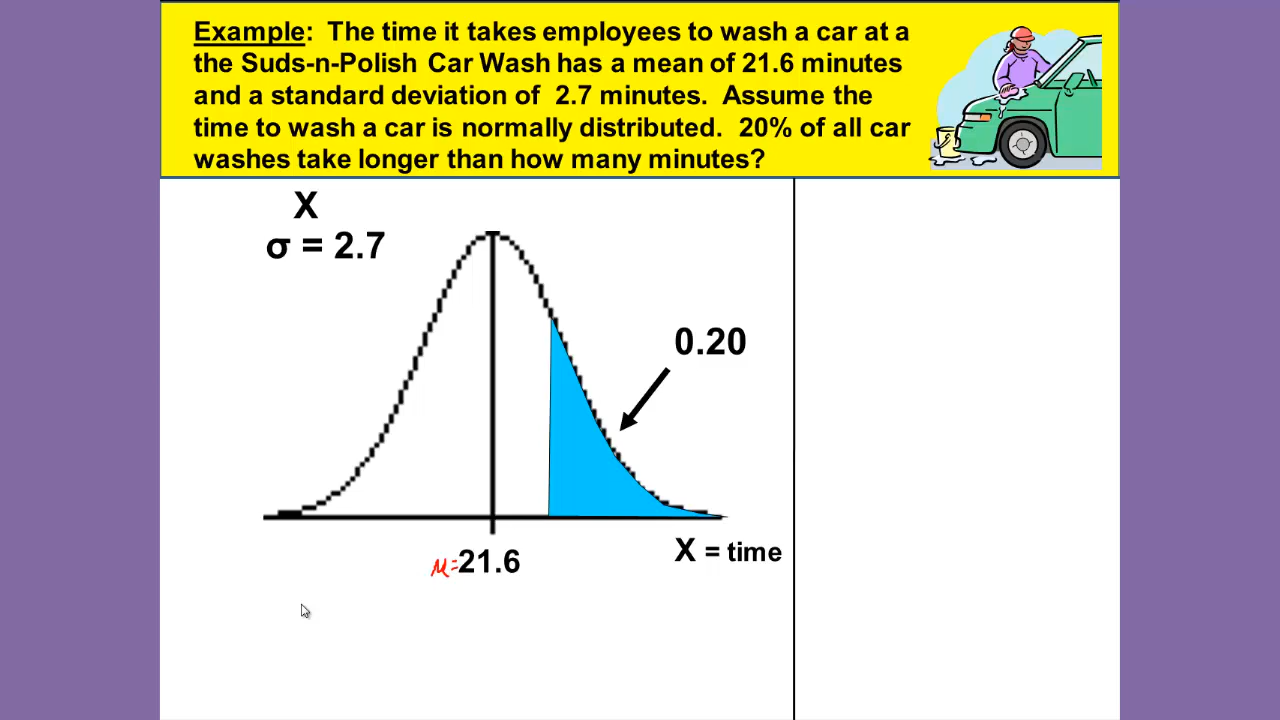 Example: The time it takes employees to wash a car at a
the Suds-n-Polish Car Wash has a mean of 21.6 minutes
and a standard deviation of 2.7 minutes. Assume the
time to wash a car is normally distributed. 20% of all car
washes take longer than how many minutes?
X
σ = 2.7
0.20
μ=21.6
X = time